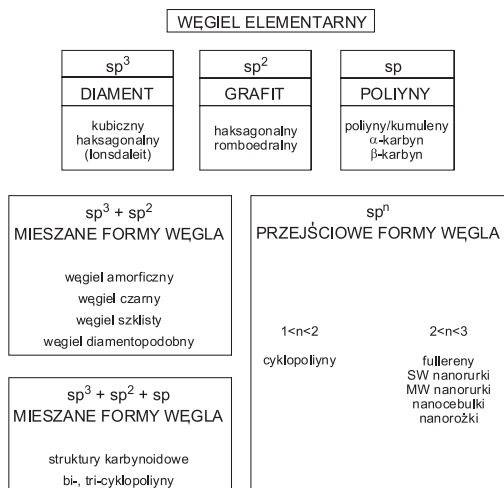 WĘGIEL ELEMENTARNY
sp³
DIAMENT
kubiczny
haksagonalny
(lonsdaleit)
sp²
GRAFIT
haksagonalny
romboedralny
sp
POLIYNY
poliyny/kumuleny
α-karbyn
β-karbyn
sp³ + sp²
MIESZANE FORMY WĘGLA
węgiel amorficzny
węgiel czarny
węgiel szklisty
węgiel diamentopodobny
sp³ + sp² + sp
MIESZANE FORMY WĘGLA
struktury karbynoidowe
bi-, tri-cyklopoliyny
spⁿ
PRZEJŚCIOWE FORMY WĘGLA
1<n<2
cyklopoliyny
2<n<3
fullereny
SW nanorurki
MW nanorurki
nanocebulki
nanorożki